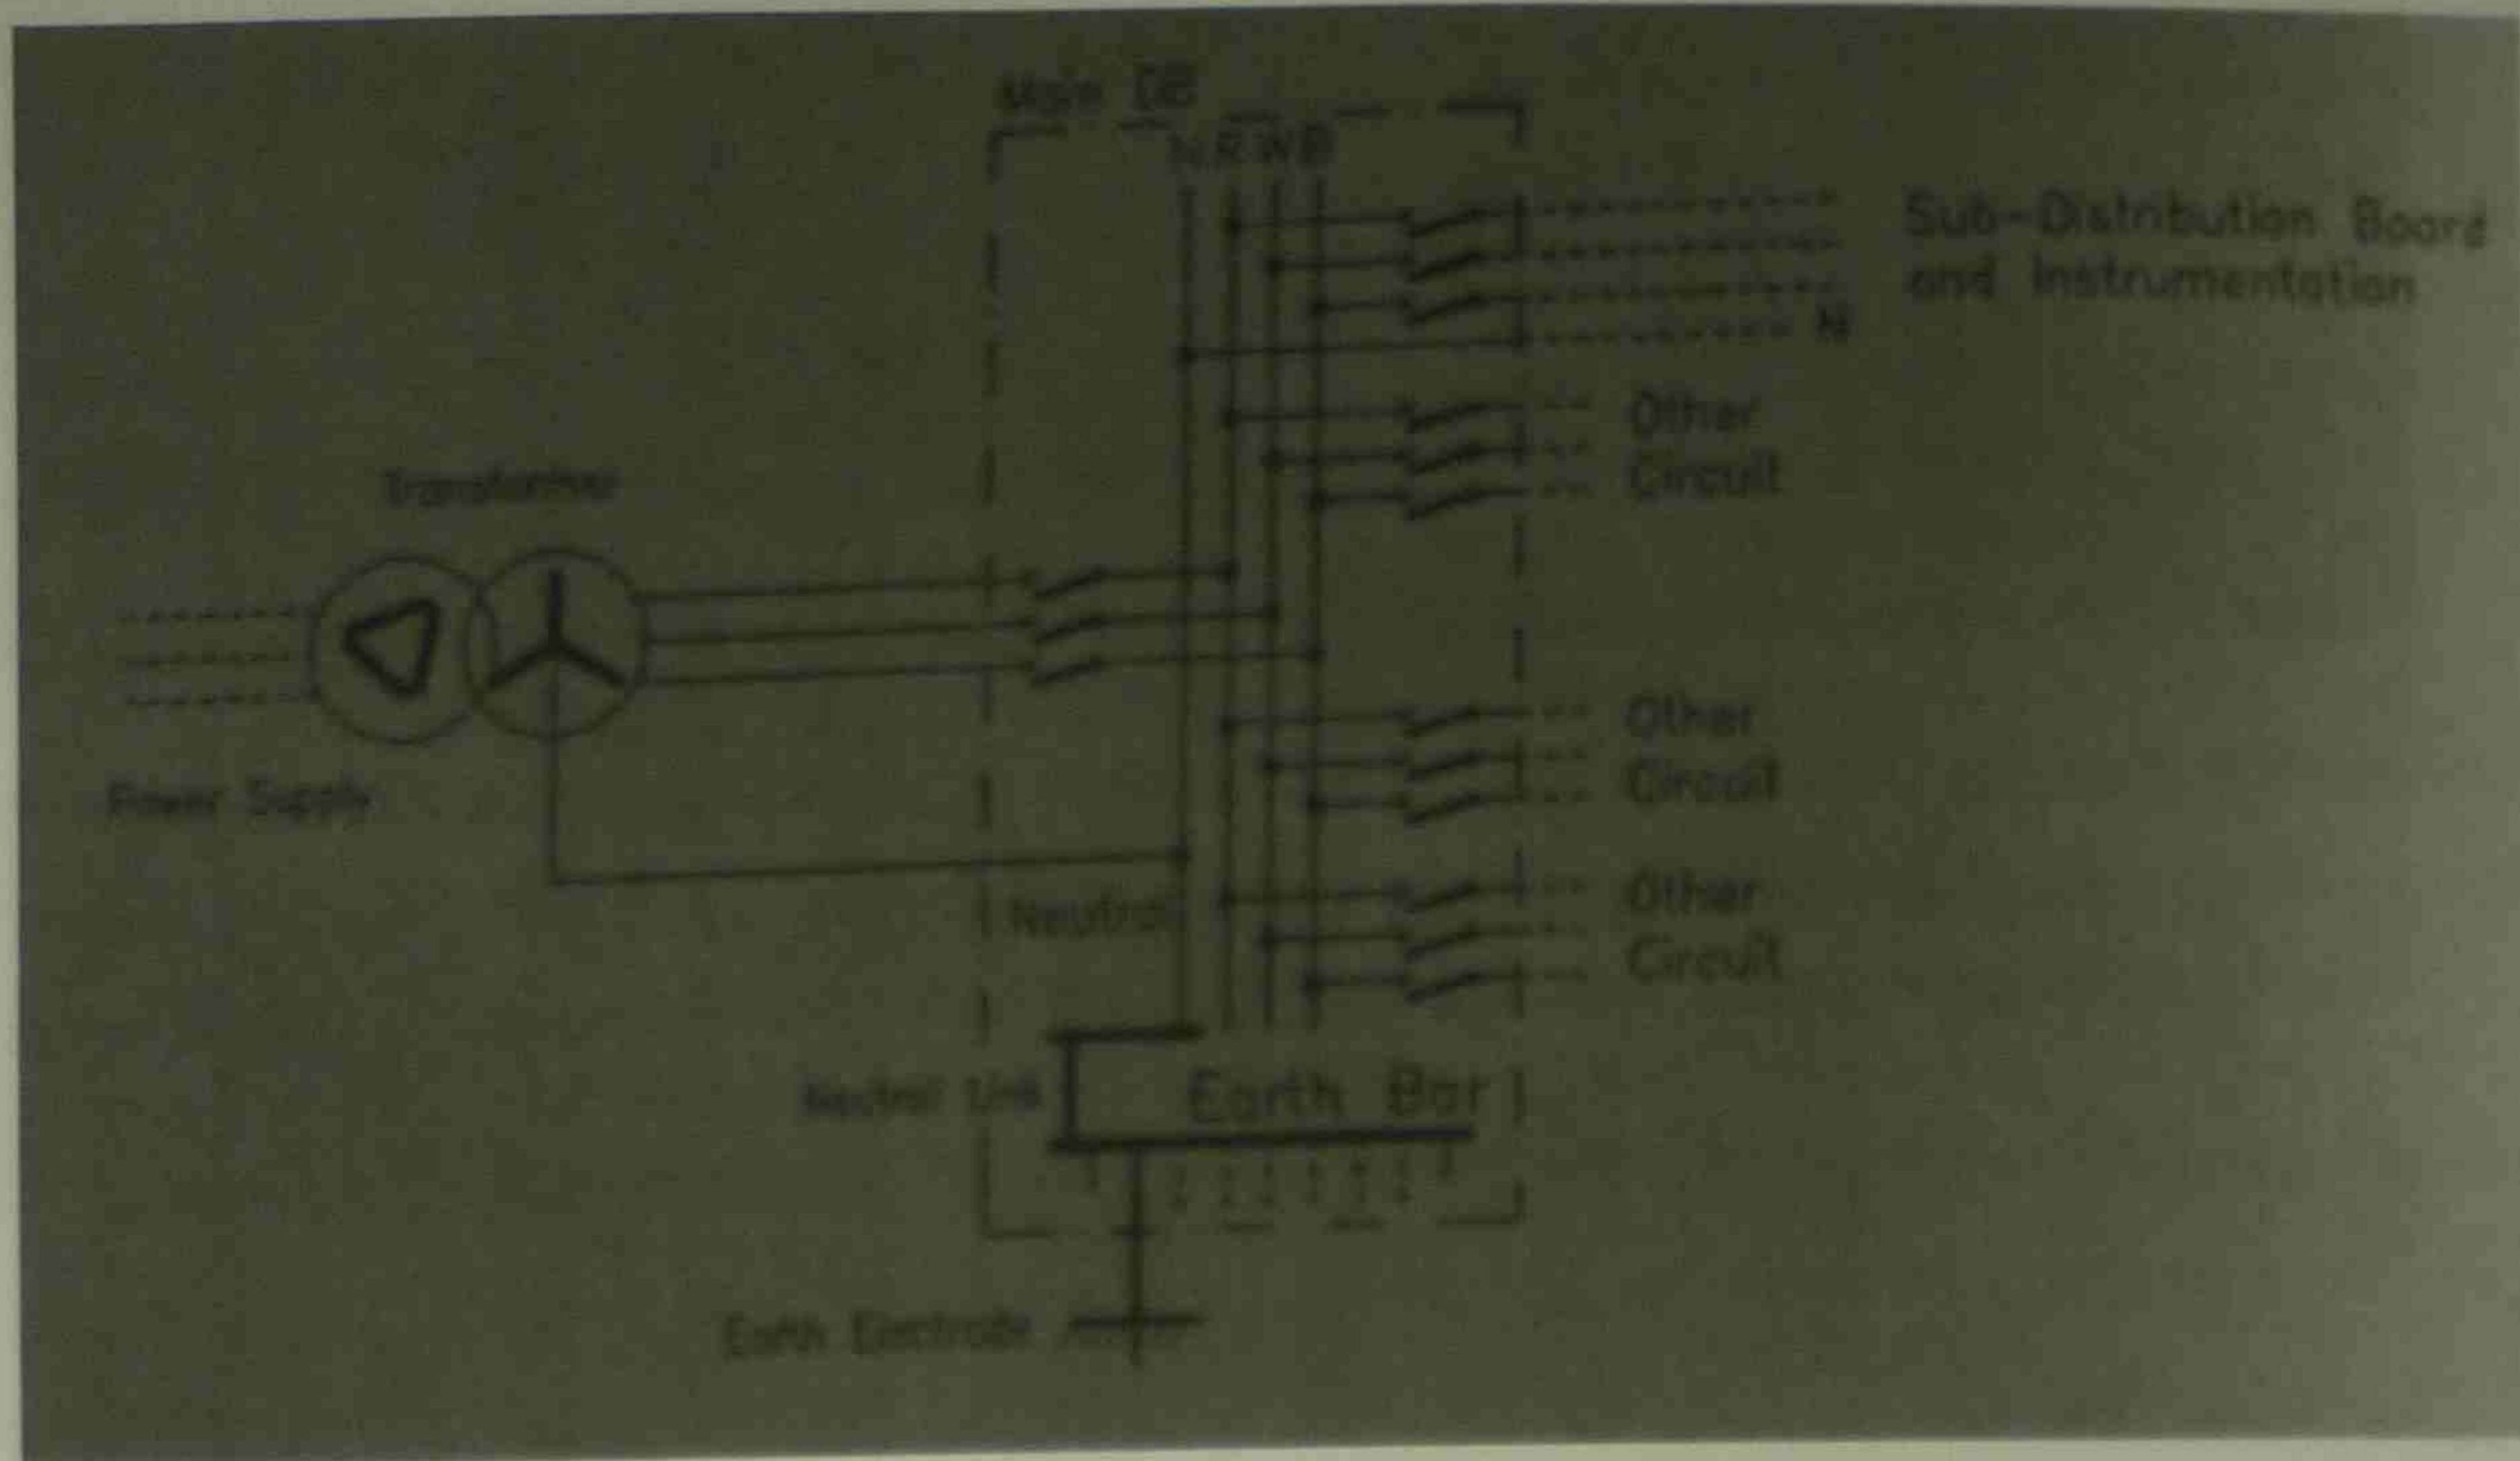 Main DB
N R W B
Sub-Distribution Board
and Instrumentation
N
Other
Circuit
Transformer
Power Supply
Other
Circuit
Neutral
Other
Circuit
Neutral Link
Earth Bar
Earth Electrode